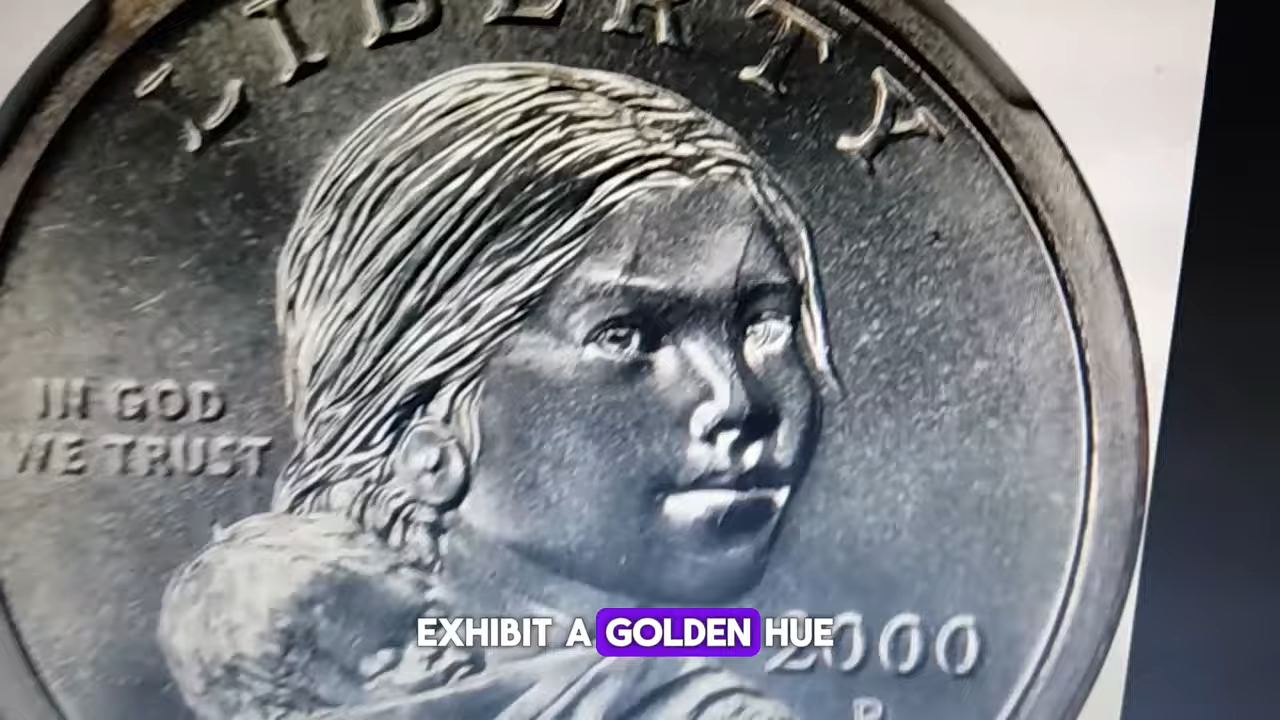 LIBERTY
IN GOD
WE TRUST
EXHIBIT A GOLDEN HUE
2000
P